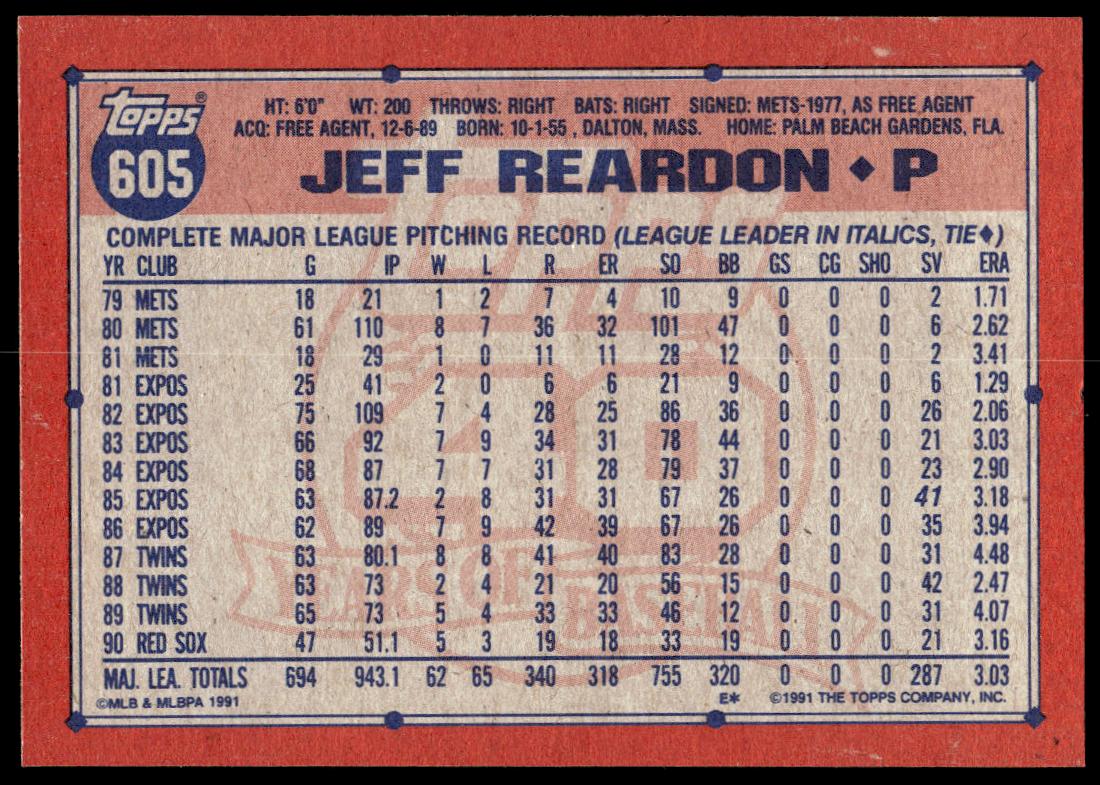 Topps®
605
HT: 6'0" WT: 200 THROWS: RIGHT BATS: RIGHT SIGNED: METS-1977, AS FREE AGENT
ACQ: FREE AGENT, 12-6-89 BORN: 10-1-55 , DALTON, MASS. HOME: PALM BEACH GARDENS, FLA.
JEFF REARDON ◆ P
COMPLETE MAJOR LEAGUE PITCHING RECORD (LEAGUE LEADER IN ITALICS, TIE◆)
YR CLUB G IP W L R ER SO BB GS CG SHO SV ERA
79 METS 18 21 1 2 7 4 10 9 0 0 0 2 1.71
80 METS 61 110 8 7 36 32 101 47 0 0 0 6 2.62
81 METS 18 29 1 0 11 11 28 12 0 0 0 2 3.41
81 EXPOS 25 41 2 0 6 6 21 9 0 0 0 6 1.29
82 EXPOS 75 109 7 4 28 25 86 36 0 0 0 26 2.06
83 EXPOS 66 92 7 9 34 31 78 44 0 0 0 21 3.03
84 EXPOS 68 87 7 7 31 28 79 37 0 0 0 23 2.90
85 EXPOS 63 87.2 2 8 31 31 67 26 0 0 0 41 3.18
86 EXPOS 62 89 7 9 42 39 67 26 0 0 0 35 3.94
87 TWINS 63 80.1 8 8 41 40 83 28 0 0 0 31 4.48
88 TWINS 63 73 2 4 21 20 56 15 0 0 0 42 2.47
89 TWINS 65 73 5 4 33 33 46 12 0 0 0 31 4.07
90 RED SOX 47 51.1 5 3 19 18 33 19 0 0 0 21 3.16
MAJ. LEA. TOTALS 694 943.1 62 65 340 318 755 320 0 0 0 287 3.03
©MLB & MLBPA 1991 E* ©1991 THE TOPPS COMPANY, INC.
Topps
40
YEARS OF BASEBALL